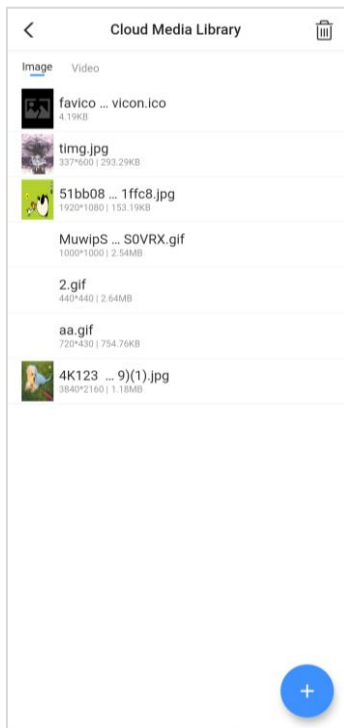 Cloud Media Library
Image Video
favico ... vicon.ico
4.19KB
timg.jpg
337*600 | 293.29KB
51bb08 ... 1ffc8.jpg
1920*1080 | 153.19KB
MuwipS ... S0VRX.gif
1000*1000 | 2.54MB
2.gif
440*440 | 2.64MB
aa.gif
720*430 | 754.76KB
4K123 ... 9)(1).jpg
3840*2160 | 1.18MB